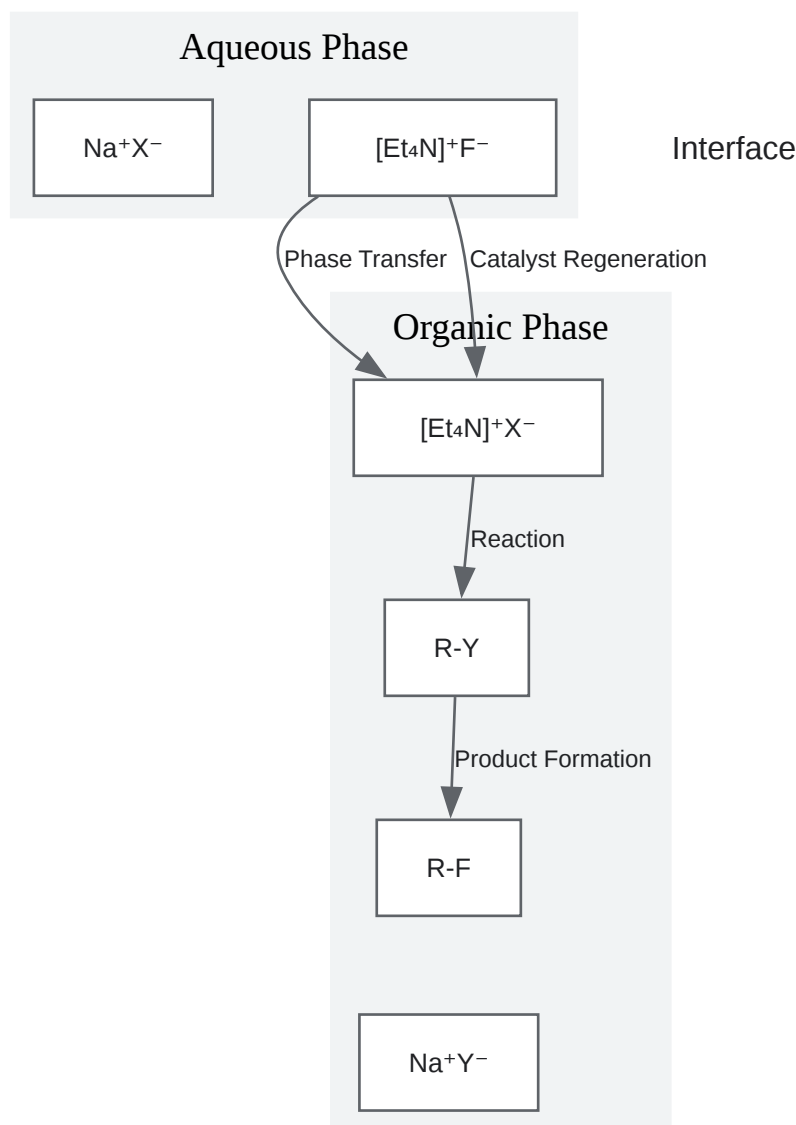 Aqueous Phase
Na⁺X⁻
[Et₄N]⁺F⁻
Interface
Phase Transfer
Catalyst Regeneration
Organic Phase
[Et₄N]⁺X⁻
Reaction
R-Y
Product Formation
R-F
Na⁺Y⁻